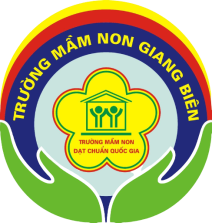 TRƯỜNG MẦM NON GIANG BIÊN
TRƯỜNG MẦM NON
ĐẠT CHUẨN QUỐC GIA